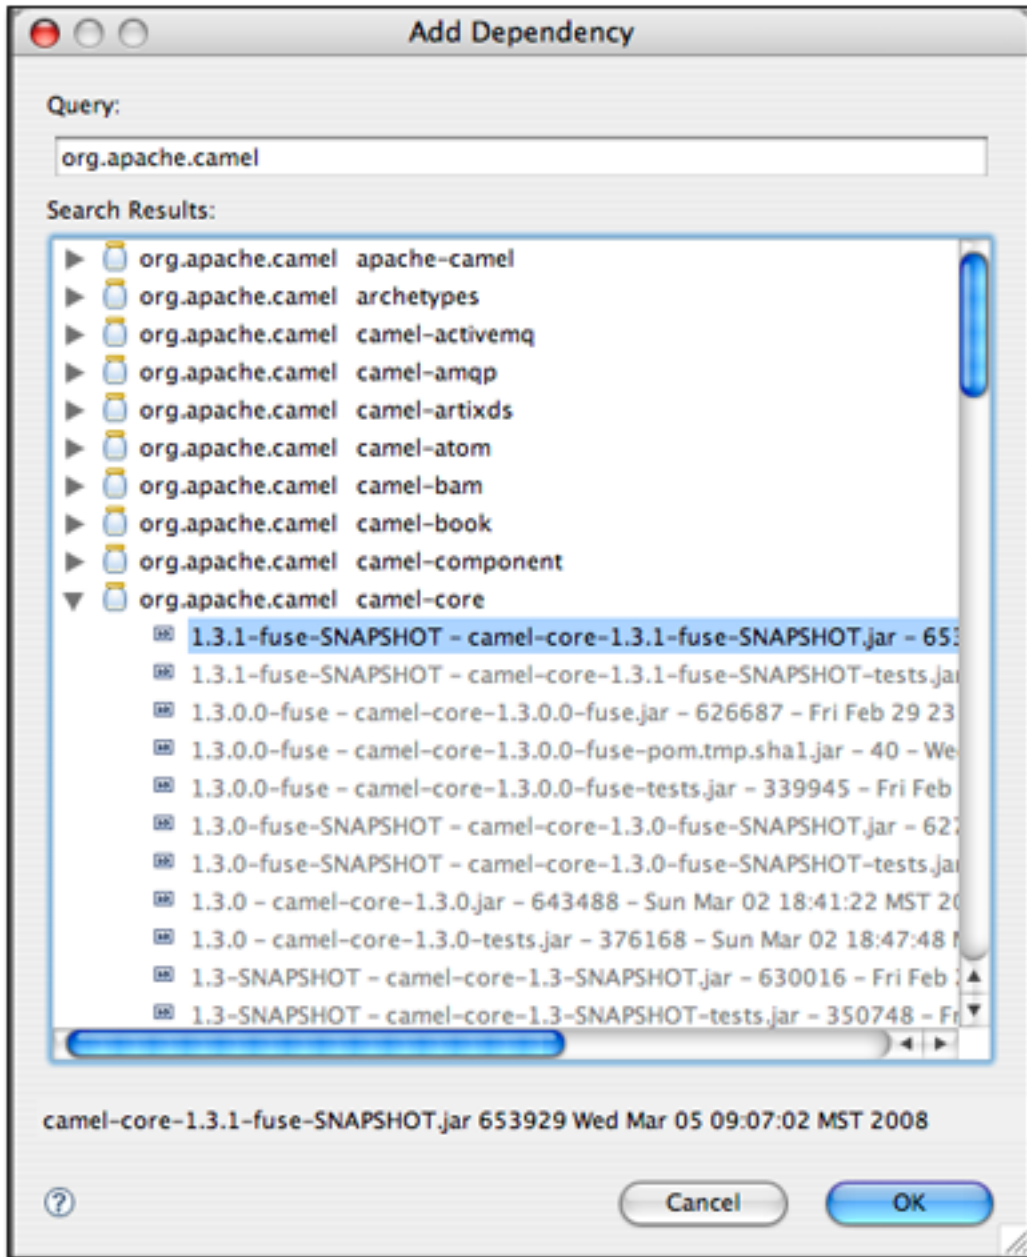 Add Dependency
Query:
org.apache.camel
Search Results:
org.apache.camel apache-camel
org.apache.camel archetypes
org.apache.camel camel-activemq
org.apache.camel camel-amqp
org.apache.camel camel-artixds
org.apache.camel camel-atom
org.apache.camel camel-bam
org.apache.camel camel-book
org.apache.camel camel-component
org.apache.camel camel-core
1.3.1-fuse-SNAPSHOT – camel-core-1.3.1-fuse-SNAPSHOT.jar – 653
1.3.1-fuse-SNAPSHOT – camel-core-1.3.1-fuse-SNAPSHOT-tests.jar
1.3.0.0-fuse – camel-core-1.3.0.0-fuse.jar – 626687 – Fri Feb 29 23
1.3.0.0-fuse – camel-core-1.3.0.0-fuse-pom.tmp.sha1.jar – 40 – We
1.3.0.0-fuse – camel-core-1.3.0.0-fuse-tests.jar – 339945 – Fri Feb
1.3.0-fuse-SNAPSHOT – camel-core-1.3.0-fuse-SNAPSHOT.jar – 627
1.3.0-fuse-SNAPSHOT – camel-core-1.3.0-fuse-SNAPSHOT-tests.jar
1.3.0 – camel-core-1.3.0.jar – 643488 – Sun Mar 02 18:41:22 MST 20
1.3.0 – camel-core-1.3.0-tests.jar – 376168 – Sun Mar 02 18:47:48
1.3-SNAPSHOT – camel-core-1.3-SNAPSHOT.jar – 630016 – Fri Feb
1.3-SNAPSHOT – camel-core-1.3-SNAPSHOT-tests.jar – 350748 – Fr
camel-core-1.3.1-fuse-SNAPSHOT.jar 653929 Wed Mar 05 09:07:02 MST 2008
?
Cancel
OK